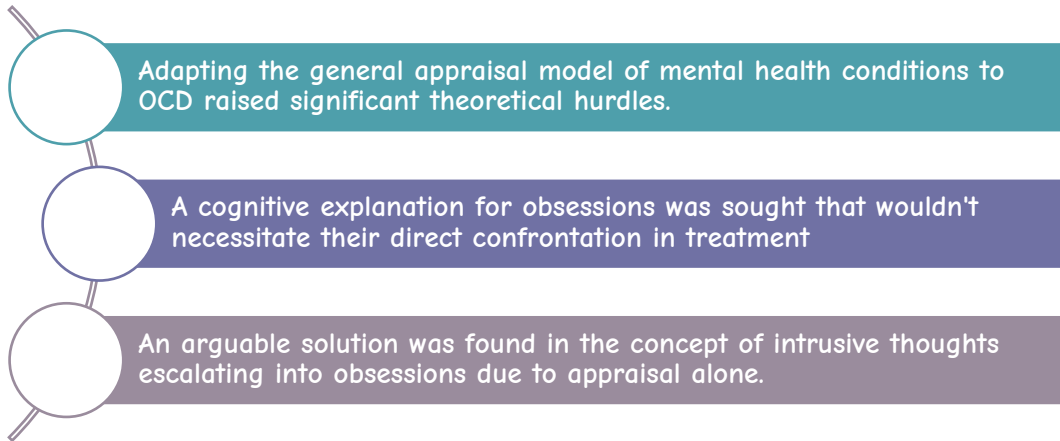 Adapting the general appraisal model of mental health conditions to
OCD raised significant theoretical hurdles.
A cognitive explanation for obsessions was sought that wouldn't
necessitate their direct confrontation in treatment
An arguable solution was found in the concept of intrusive thoughts
escalating into obsessions due to appraisal alone.